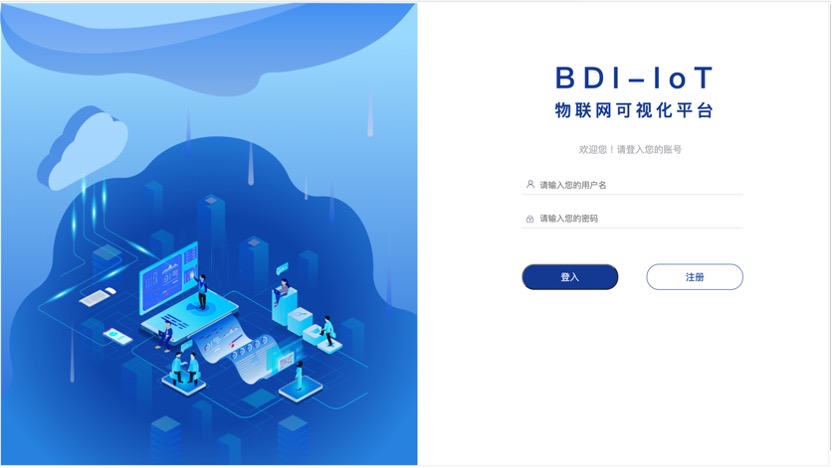 BDI-IoT
物联网可视化平台
欢迎您！请登入您的账号
请输入您的用户名
请输入您的密码
登入
注册